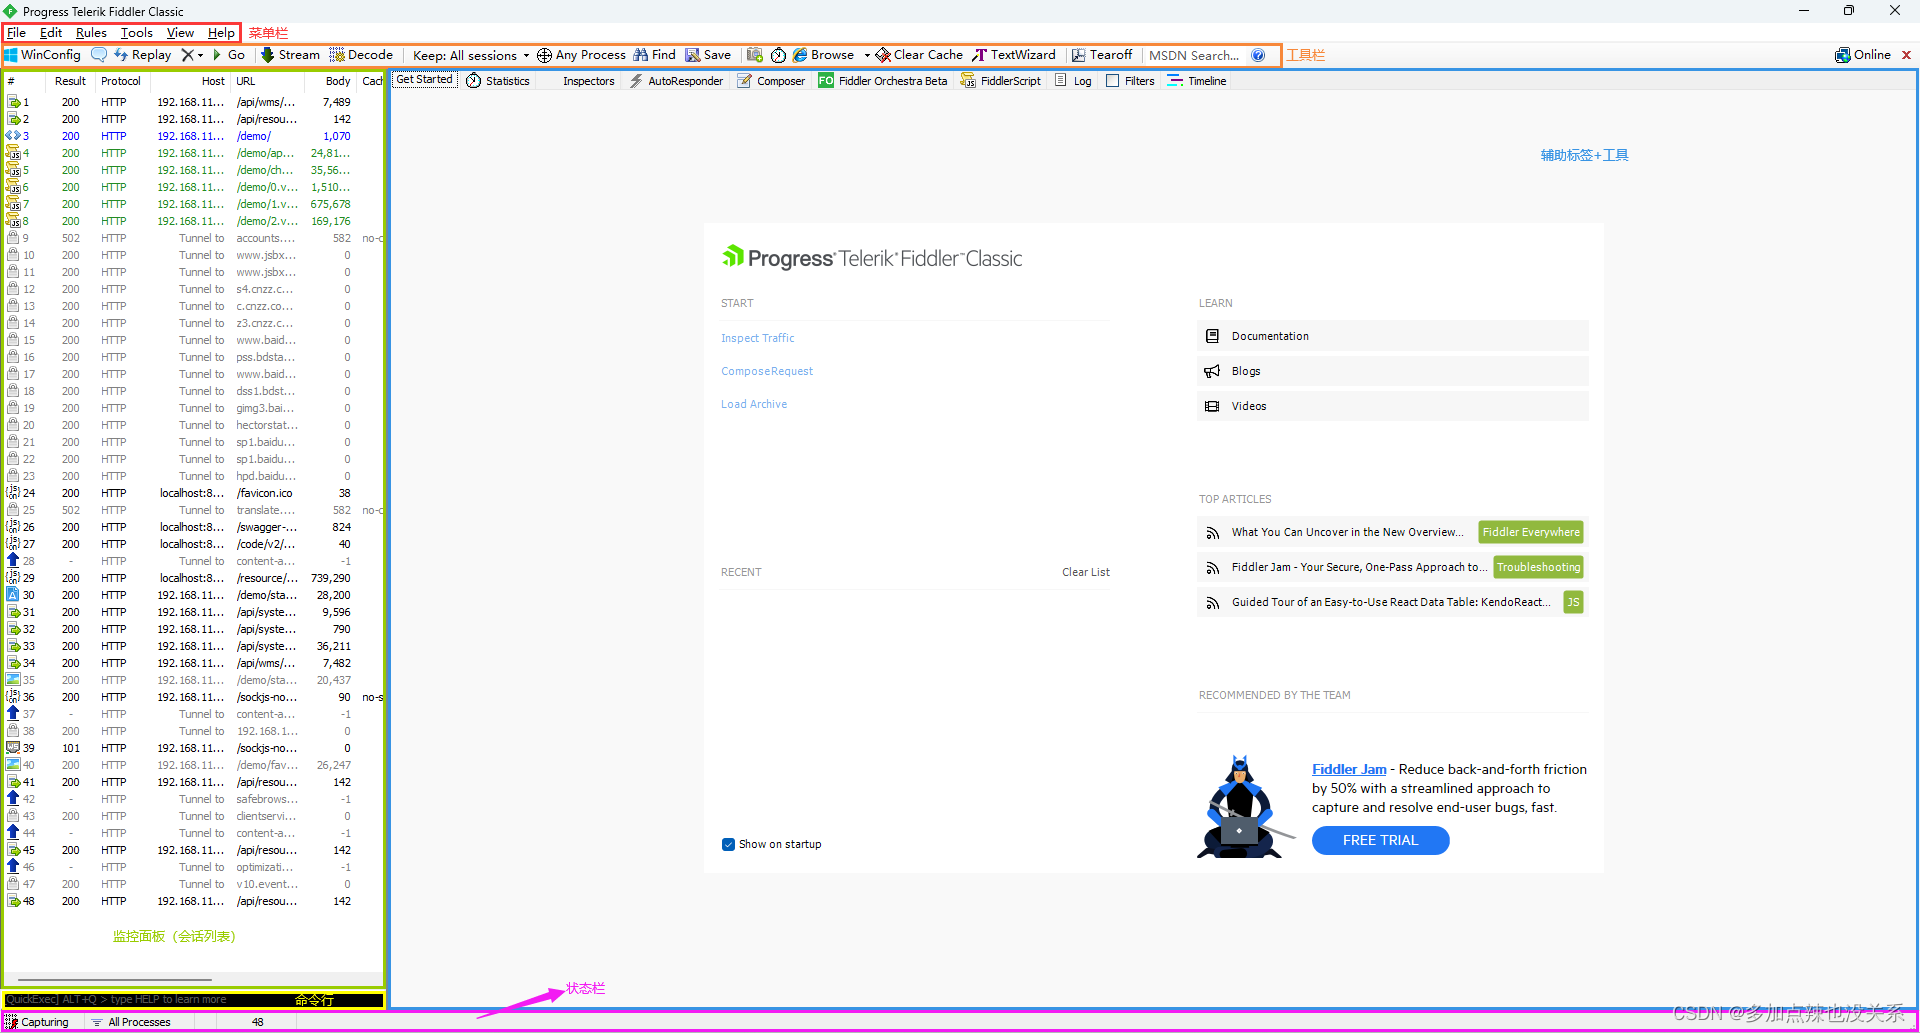 Progress Telerik Fiddler Classic
File Edit Rules Tools View Help 菜单栏
WinConfig Replay Go Stream Decode Keep: All sessions Any Process Find Save Browse Clear Cache TextWizard Tearoff MSDN Search... 工具栏 Online
# Result Protocol Host URL Body Cach
Get Started Statistics Inspectors AutoResponder Composer FO Fiddler Orchestra Beta FiddlerScript Log Filters Timeline
1 200 HTTP 192.168.11... /api/wms/... 7,489
2 200 HTTP 192.168.11... /api/resou... 142
3 200 HTTP 192.168.11... /demo/ 1,070
4 200 HTTP 192.168.11... /demo/ap... 24,81...
5 200 HTTP 192.168.11... /demo/ch... 35,56...
6 200 HTTP 192.168.11... /demo/0.v... 1,510...
7 200 HTTP 192.168.11... /demo/1.v... 675,678
8 200 HTTP 192.168.11... /demo/2.v... 169,176
9 502 HTTP Tunnel to accounts.... 582 no-c
10 200 HTTP Tunnel to www.jsbx... 0
11 200 HTTP Tunnel to www.jsbx... 0
12 200 HTTP Tunnel to s4.cnzz.c... 0
13 200 HTTP Tunnel to c.cnzz.co... 0
14 200 HTTP Tunnel to z3.cnzz.c... 0
15 200 HTTP Tunnel to www.baid... 0
16 200 HTTP Tunnel to pss.bdsta... 0
17 200 HTTP Tunnel to www.baid... 0
18 200 HTTP Tunnel to dss1.bdst... 0
19 200 HTTP Tunnel to gimg3.bai... 0
20 200 HTTP Tunnel to hectorstat... 0
21 200 HTTP Tunnel to sp1.baidu... 0
22 200 HTTP Tunnel to sp1.baidu... 0
23 200 HTTP Tunnel to hpd.baidu... 0
24 200 HTTP localhost:8... /favicon.ico 38
25 502 HTTP Tunnel to translate.... 582 no-c
26 200 HTTP localhost:8... /swagger-... 824
27 200 HTTP localhost:8... /code/v2/... 40
28 - HTTP Tunnel to content-a... -1
29 200 HTTP localhost:8... /resource/... 739,290
30 200 HTTP 192.168.11... /demo/sta... 28,200
31 200 HTTP 192.168.11... /api/syste... 9,596
32 200 HTTP 192.168.11... /api/syste... 790
33 200 HTTP 192.168.11... /api/syste... 36,211
34 200 HTTP 192.168.11... /api/wms/... 7,482
35 200 HTTP 192.168.11... /demo/sta... 20,437
36 200 HTTP 192.168.11... /sockjs-no... 90 no-s
37 - HTTP Tunnel to content-a... -1
38 200 HTTP Tunnel to 192.168.1... 0
39 101 HTTP 192.168.11... /sockjs-no... 0
40 200 HTTP 192.168.11... /demo/fav... 26,247
41 200 HTTP 192.168.11... /api/resou... 142
42 - HTTP Tunnel to safebrows... -1
43 200 HTTP Tunnel to clientservi... 0
44 - HTTP Tunnel to content-a... -1
45 200 HTTP 192.168.11... /api/resou... 142
46 - HTTP Tunnel to optimizati... -1
47 200 HTTP Tunnel to v10.event... 0
48 200 HTTP 192.168.11... /api/resou... 142
监控面板（会话列表）
辅助标签+工具
Progress Telerik Fiddler Classic
START
Inspect Traffic
Compose Request
Load Archive
RECENT Clear List
Show on startup
LEARN
Documentation
Blogs
Videos
TOP ARTICLES
What You Can Uncover in the New Overview... Fiddler Everywhere
Fiddler Jam - Your Secure, One-Pass Approach to... Troubleshooting
Guided Tour of an Easy-to-Use React Data Table: KendoReact... JS
RECOMMENDED BY THE TEAM
Fiddler Jam - Reduce back-and-forth friction
by 50% with a streamlined approach to
capture and resolve end-user bugs, fast.
FREE TRIAL
状态栏
QuickExec] ALT+Q > type HELP to learn more 命令行
Capturing All Processes 48
CSDN @多加点辣也没关系